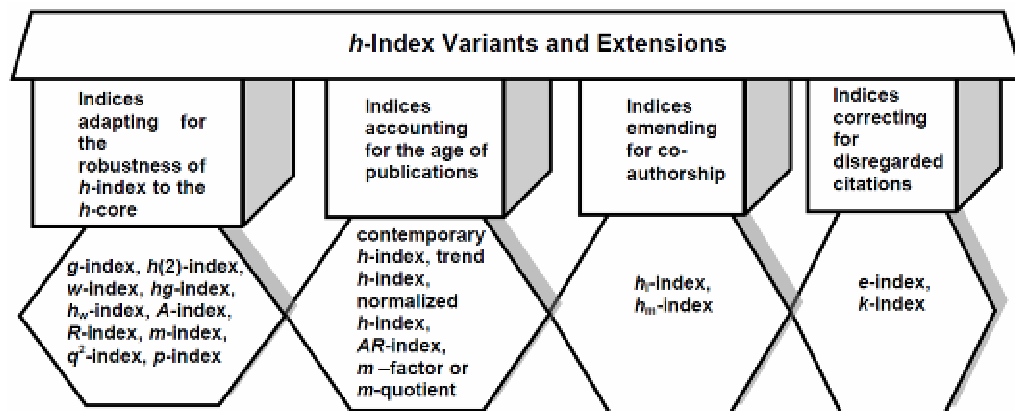 h-Index Variants and Extensions
Indices
adapting for
the
robustness of
h-index to the
h-core
g-index, h(2)-index,
w-index, hg-index,
hw-index, A-index,
R-index, m-index,
q²-index, p-index
Indices
accounting
for the age of
publications
contemporary
h-index, trend
h-index,
normalized
h-index,
AR-index,
m –factor or
m-quotient
Indices
emending
for co-
authorship
hI-index,
hm-index
Indices
correcting
for
disregarded
citations
e-index,
k-index